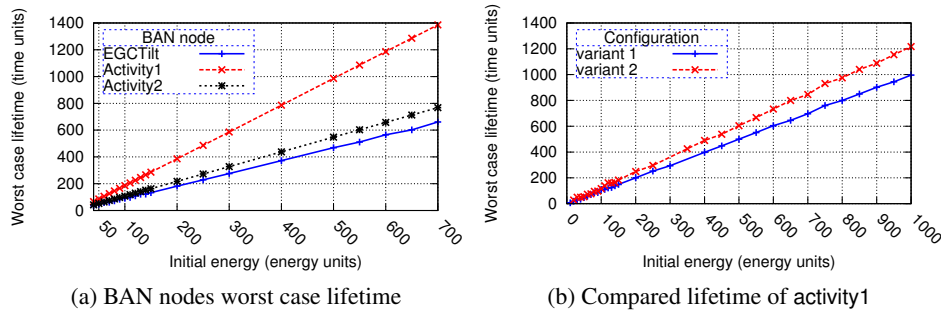 Worst case lifetime (time units)
1400
1200
1000
800
600
400
200
0
BAN node
EGCTilt
Activity1
Activity2
50
100
200
300
400
500
600
700
Initial energy (energy units)
(a) BAN nodes worst case lifetime
Worst case lifetime (time units)
1400
1200
1000
800
600
400
200
0
Configuration
variant 1
variant 2
0
100
200
300
400
500
600
700
800
900
1000
Initial energy (energy units)
(b) Compared lifetime of activity1